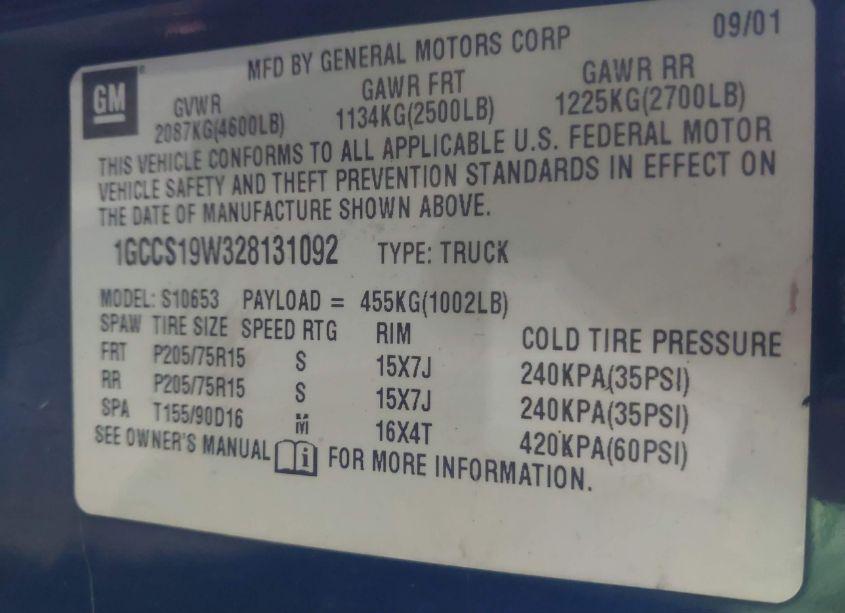 09/01
MFD BY GENERAL MOTORS CORP
GM
GVWR GAWR FRT GAWR RR
2087KG(4600LB) 1134KG(2500LB) 1225KG(2700LB)
THIS VEHICLE CONFORMS TO ALL APPLICABLE U.S. FEDERAL MOTOR
VEHICLE SAFETY AND THEFT PREVENTION STANDARDS IN EFFECT ON
THE DATE OF MANUFACTURE SHOWN ABOVE.
1GCCS19W328131092 TYPE: TRUCK
MODEL: S10653 PAYLOAD = 455KG(1002LB)
SPAW TIRE SIZE SPEED RTG RIM COLD TIRE PRESSURE
FRT P205/75R15 S 15X7J 240KPA(35PSI)
RR P205/75R15 S 15X7J 240KPA(35PSI)
SPA T155/90D16 M 16X4T 420KPA(60PSI)
SEE OWNER'S MANUAL i FOR MORE INFORMATION.